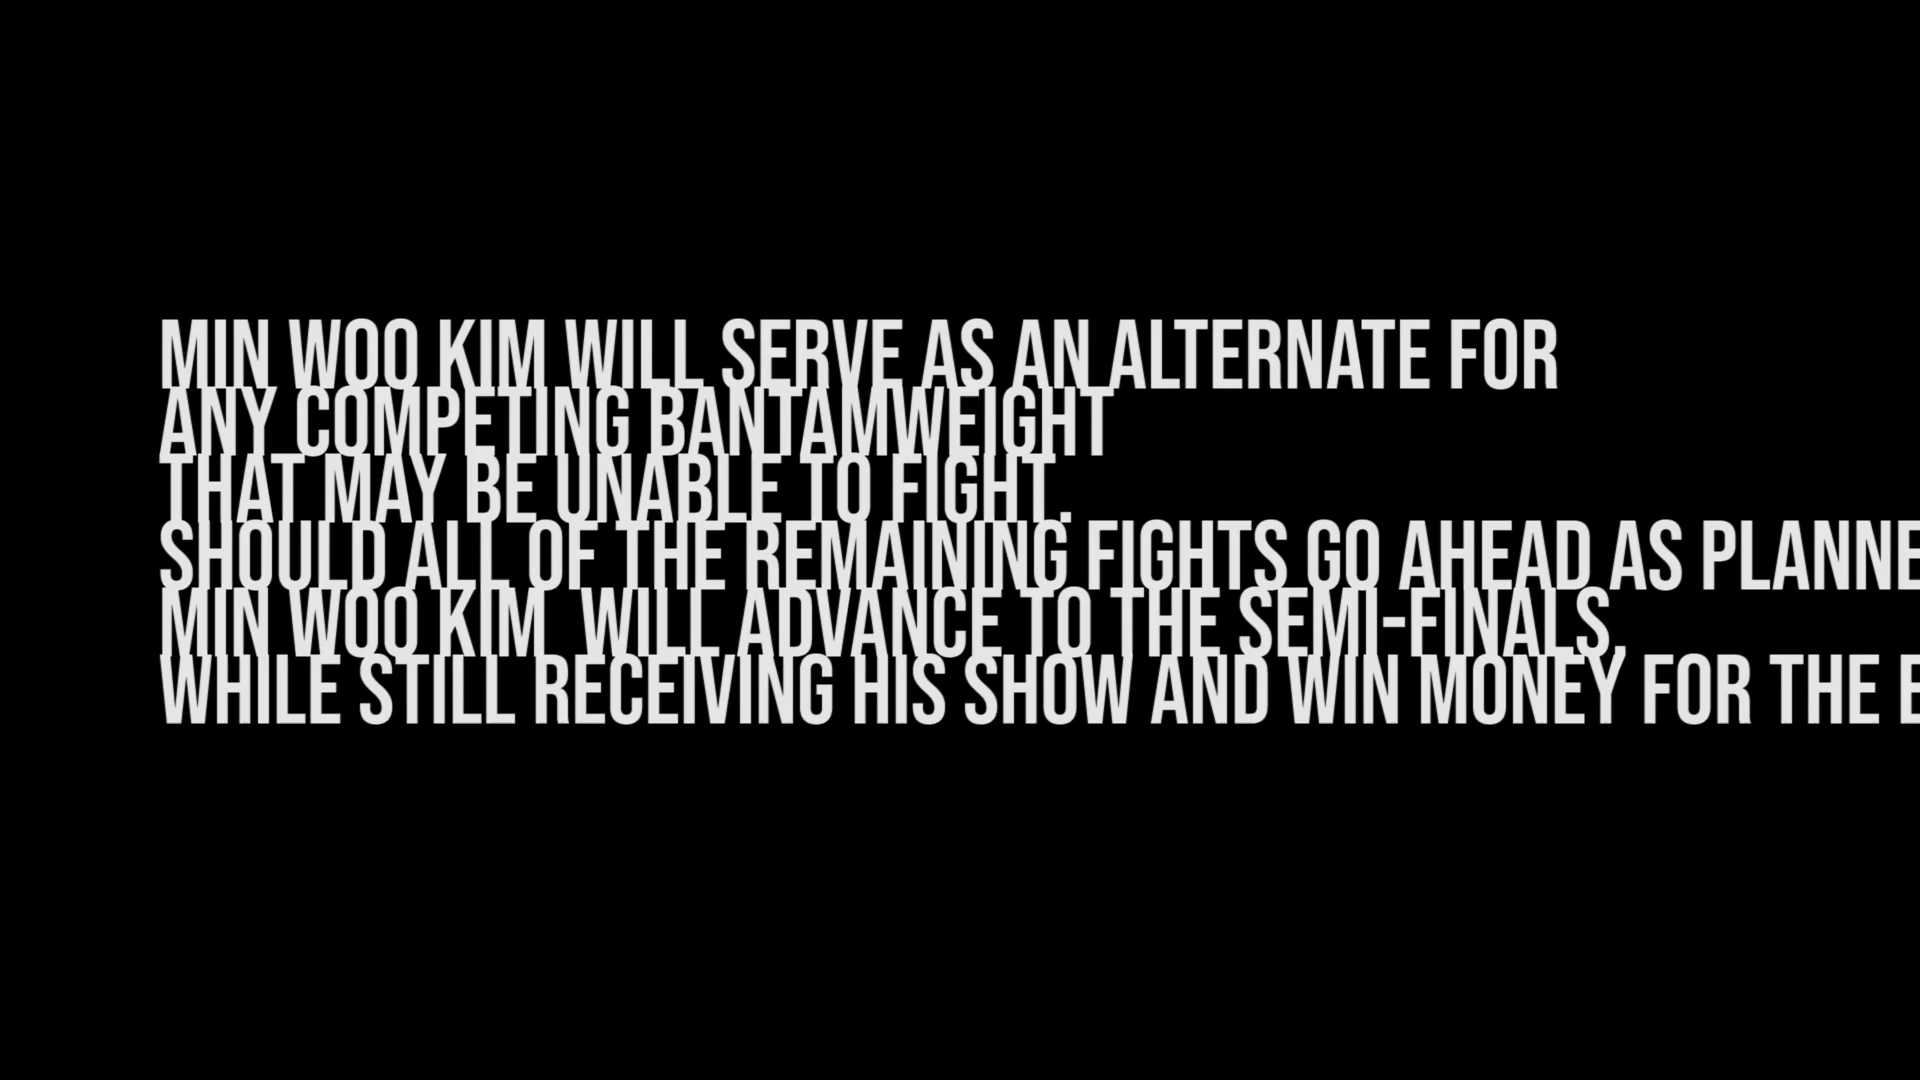 MIN WOO KIM WILL SERVE AS AN ALTERNATE FOR
ANY COMPETING BANTAMWEIGHT
THAT MAY BE UNABLE TO FIGHT.
SHOULD ALL OF THE REMAINING FIGHTS GO AHEAD AS PLANNE
MIN WOO KIM WILL ADVANCE TO THE SEMI-FINALS,
WHILE STILL RECEIVING HIS SHOW AND WIN MONEY FOR THE